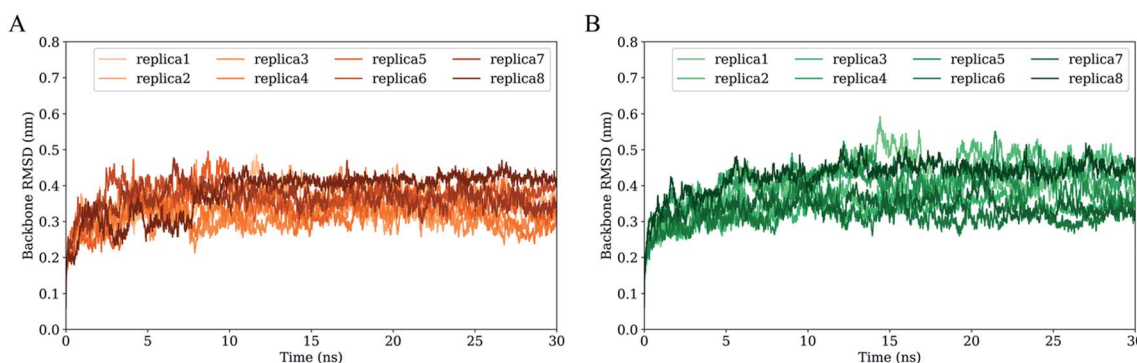 A
0.8
0.7
0.6
0.5
0.4
0.3
0.2
0.1
0.0
Backbone RMSD (nm)
replica1 replica3 replica5 replica7
replica2 replica4 replica6 replica8
0 5 10 15 20 25 30
Time (ns)
B
0.8
0.7
0.6
0.5
0.4
0.3
0.2
0.1
0.0
Backbone RMSD (nm)
replica1 replica3 replica5 replica7
replica2 replica4 replica6 replica8
0 5 10 15 20 25 30
Time (ns)